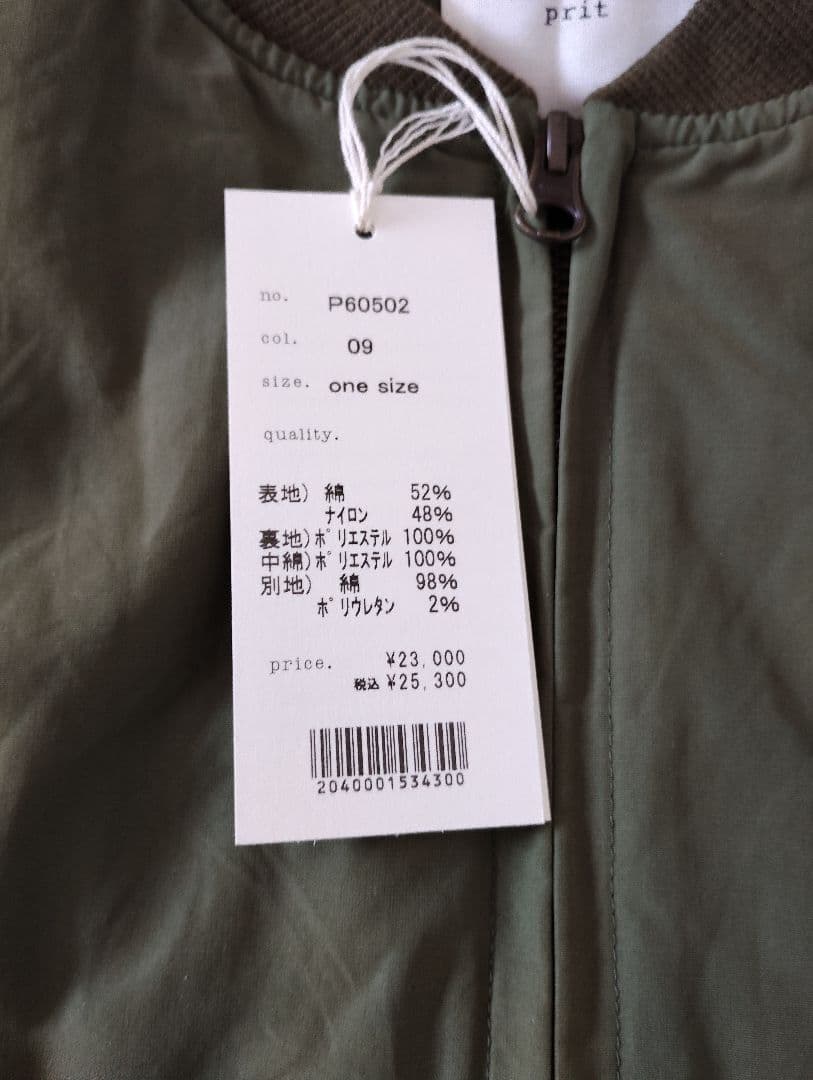 prit
no. P60502
col. 09
size. one size
quality.
表地) 綿 52%
ナイロン 48%
裏地) ポリエステル 100%
中綿) ポリエステル 100%
別地) 綿 98%
ポリウレタン 2%
price. ¥23,000
税込 ¥25,300
2040001534300